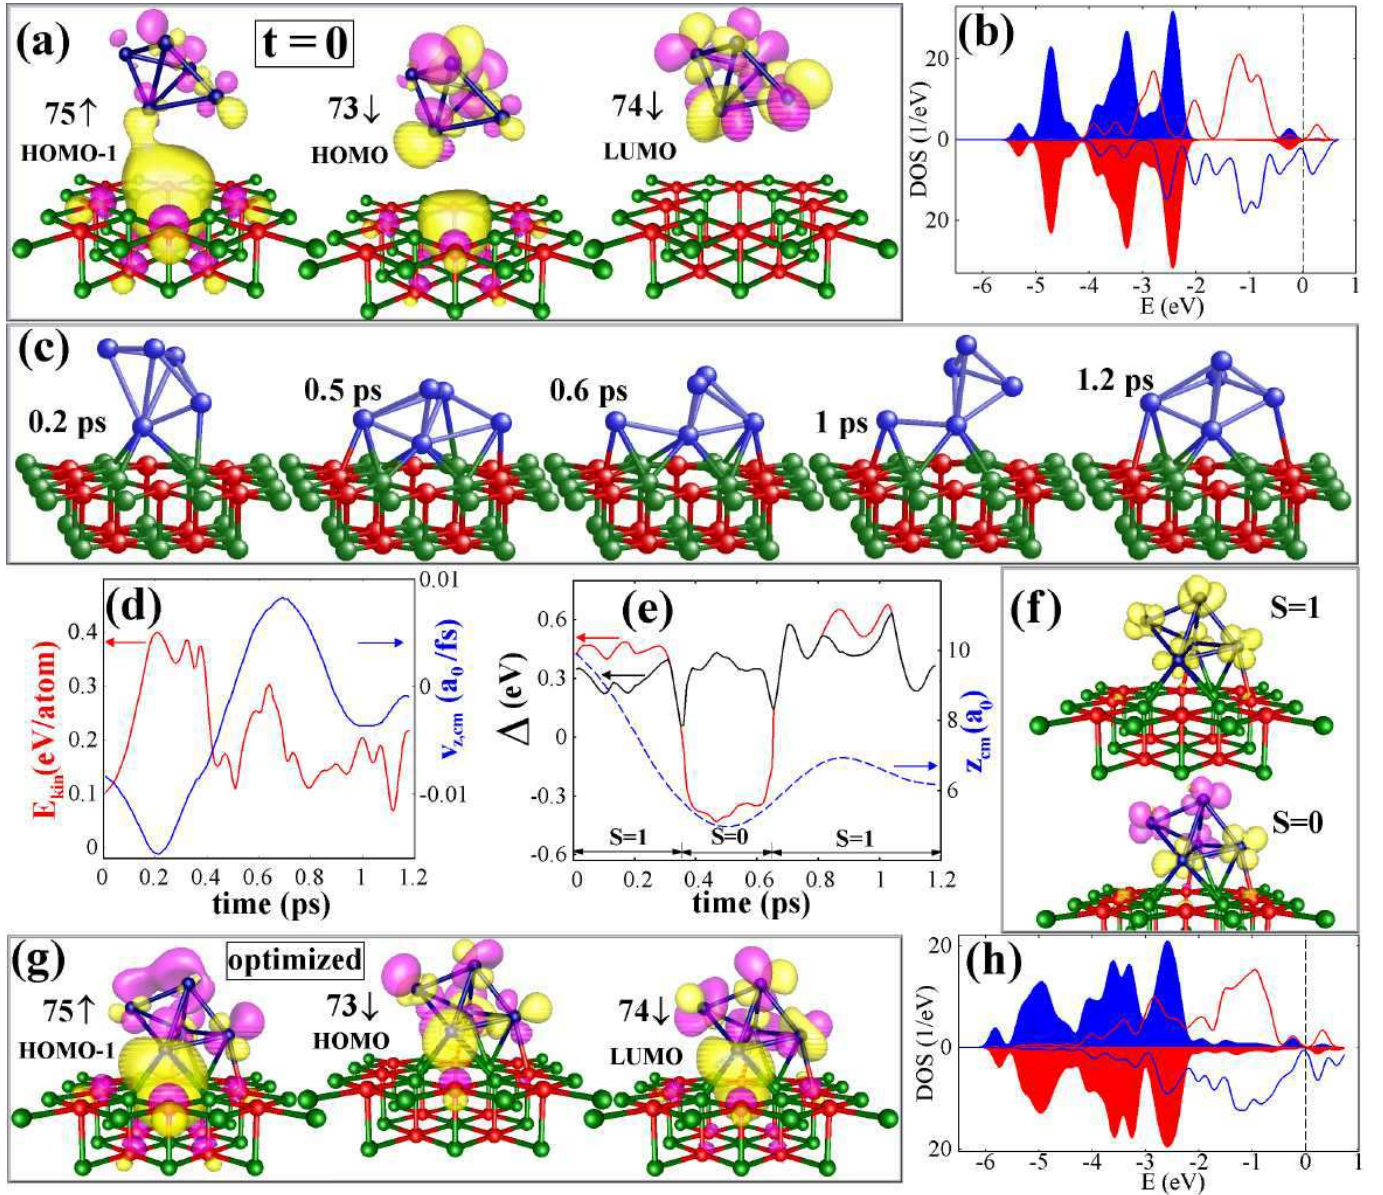 (a)
t = 0
75↑
HOMO-1
73↓
HOMO
74↓
LUMO
(b)
20
0
20
DOS (1/eV)
-6 -5 -4 -3 -2 -1 0 1
E (eV)
(c)
0.2 ps
0.5 ps
0.6 ps
1 ps
1.2 ps
(d)
0.4
0.3
0.2
0.1
0
E_kin (eV/atom)
0.01
0
-0.01
v_z,cm (a_0/fs)
0 0.2 0.4 0.6 0.8 1 1.2
time (ps)
(e)
0.6
0.3
0
-0.3
-0.6
Δ (eV)
10
8
6
z_cm (a_0)
S=1 S=0 S=1
0 0.2 0.4 0.6 0.8 1 1.2
time (ps)
(f)
S=1
S=0
(g)
optimized
75↑
HOMO-1
73↓
HOMO
74↓
LUMO
(h)
20
0
20
DOS (1/eV)
-6 -5 -4 -3 -2 -1 0 1
E (eV)